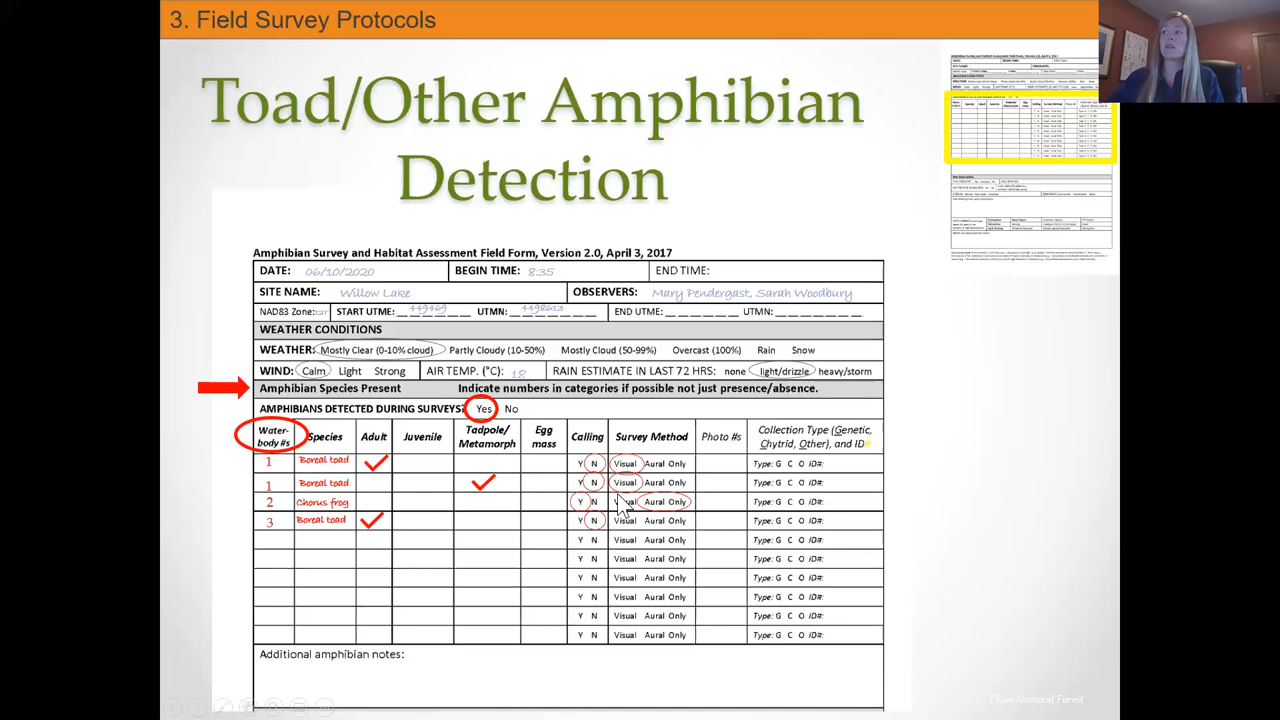 3. Field Survey Protocols
Other Amphibian
Detection
Amphibian Survey and Habitat Assessment Field Form, Version 2.0, April 3, 2017
DATE: 06/10/2020 BEGIN TIME: 8:35 END TIME:
SITE NAME: Willow Lake OBSERVERS: Mary Pendergast, Sarah Woodbury
NAD83 Zone: START UTME: 449469 UTMN: 4498613 END UTME: _ _ _ _ _ _ UTMN: _ _ _ _ _ _ _
WEATHER CONDITIONS
WEATHER: Mostly Clear (0-10% cloud) Partly Cloudy (10-50%) Mostly Cloud (50-99%) Overcast (100%) Rain Snow
WIND: Calm Light Strong AIR TEMP. (°C): 18 RAIN ESTIMATE IN LAST 72 HRS: none light/drizzle heavy/storm
Amphibian Species Present Indicate numbers in categories if possible not just presence/absence.
AMPHIBIANS DETECTED DURING SURVEYS? Yes No
Water-body #s Species Adult Juvenile Tadpole/Metamorph Egg mass Calling Survey Method Photo #s Collection Type (Genetic, Chytrid, Other), and ID#
1 Boreal toad Y N Visual Aural Only Type: G C O ID#:
1 Boreal toad Y N Visual Aural Only Type: G C O ID#:
2 Chorus frog Y N Visual Aural Only Type: G C O ID#:
3 Boreal toad Y N Visual Aural Only Type: G C O ID#:
Y N Visual Aural Only Type: G C O ID#:
Y N Visual Aural Only Type: G C O ID#:
Y N Visual Aural Only Type: G C O ID#:
Y N Visual Aural Only Type: G C O ID#:
Y N Visual Aural Only Type: G C O ID#:
Y N Visual Aural Only Type: G C O ID#:
Additional amphibian notes: